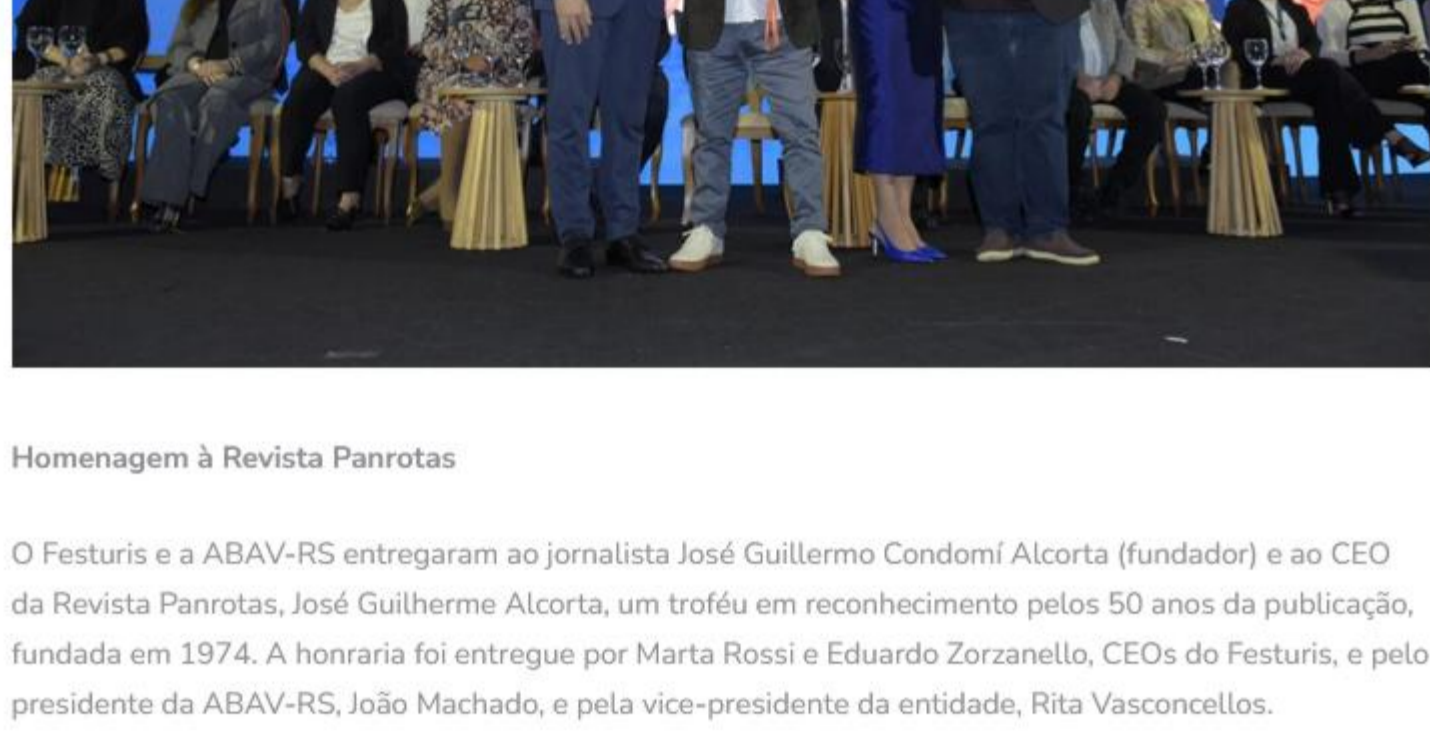 Homenagem à Revista Panrotas
O Festuris e a ABAV-RS entregaram ao jornalista José Guillermo Condomí Alcorta (fundador) e ao CEO
da Revista Panrotas, José Guilherme Alcorta, um troféu em reconhecimento pelos 50 anos da publicação,
fundada em 1974. A honraria foi entregue por Marta Rossi e Eduardo Zorzanello, CEOs do Festuris, e pelo
presidente da ABAV-RS, João Machado, e pela vice-presidente da entidade, Rita Vasconcellos.